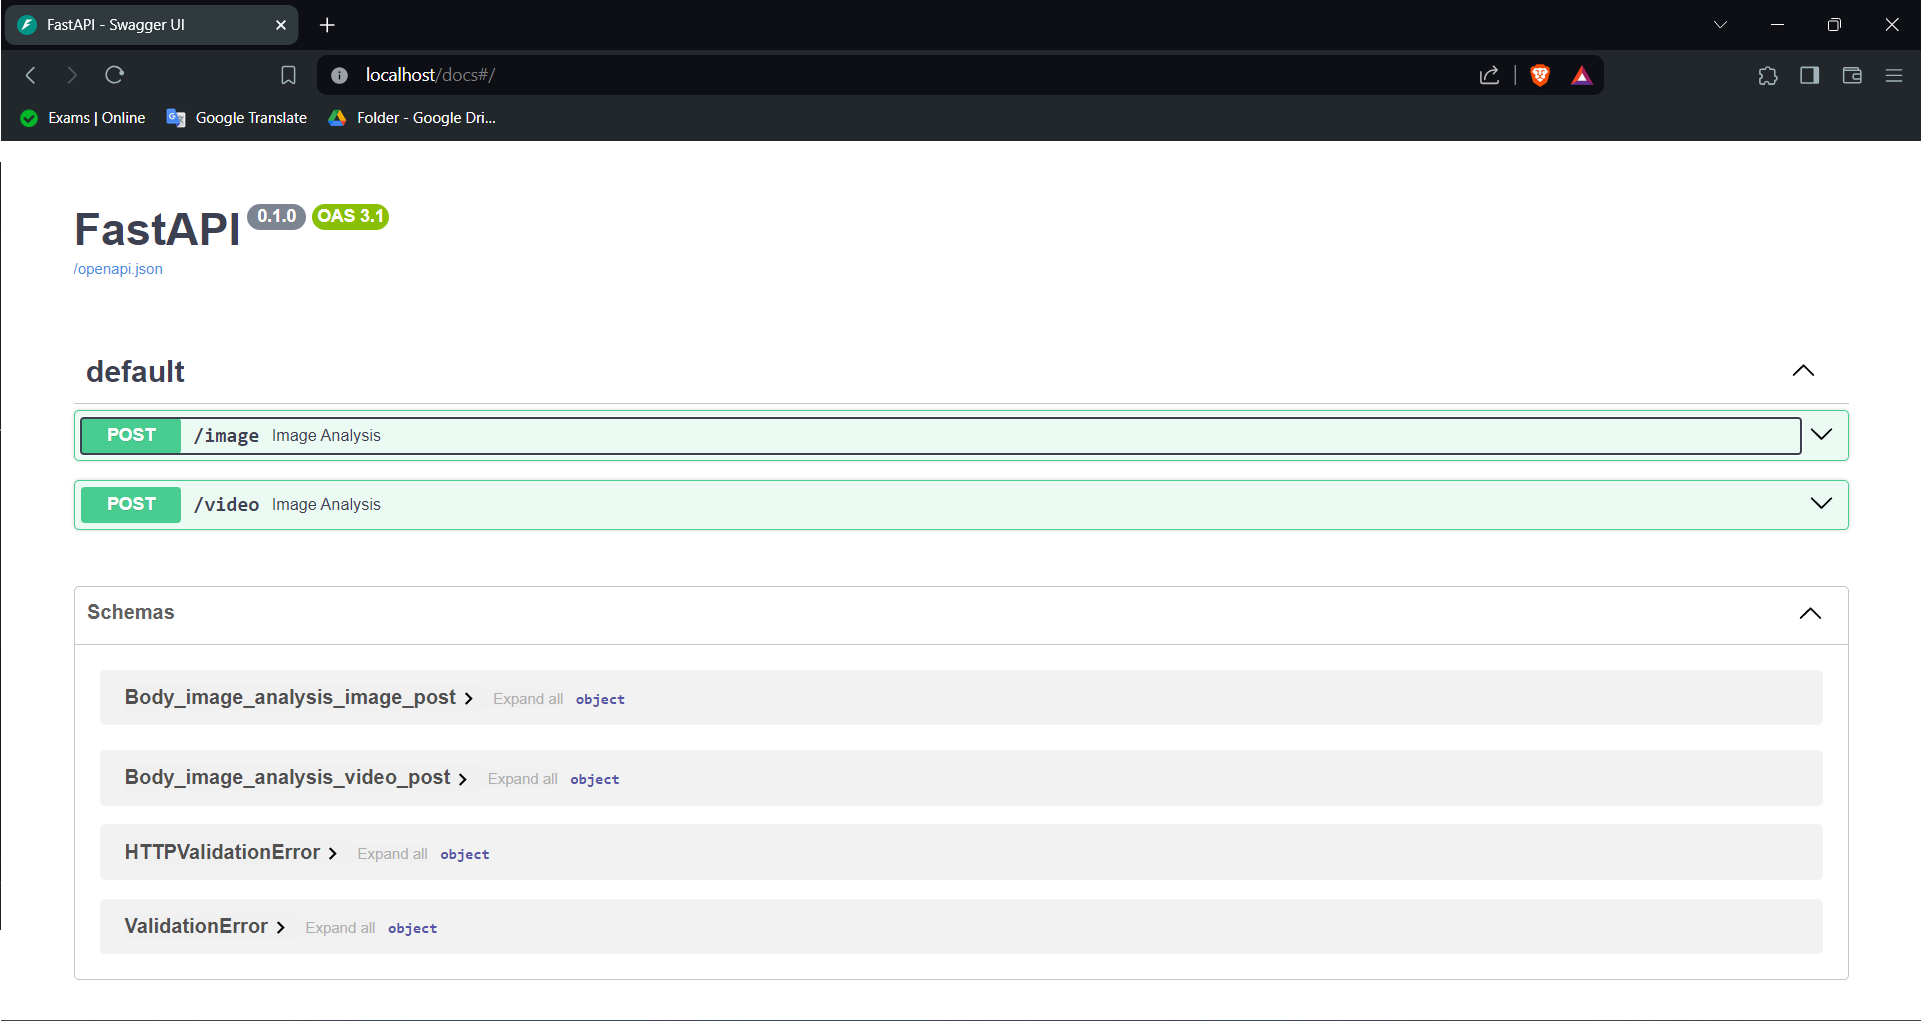 FastAPI - Swagger UI
localhost/docs#/
Exams | Online Google Translate Folder - Google Dri...
FastAPI 0.1.0 OAS 3.1
/openapi.json
default
POST /image Image Analysis
POST /video Image Analysis
Schemas
Body_image_analysis_image_post Expand all object
Body_image_analysis_video_post Expand all object
HTTPValidationError Expand all object
ValidationError Expand all object